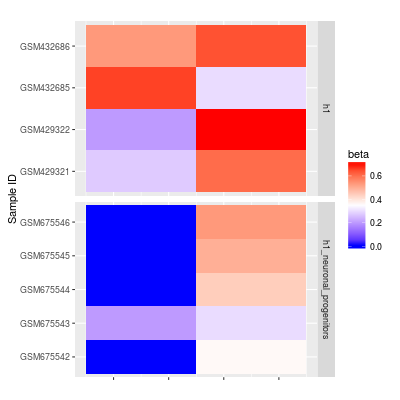 GSM432686
GSM432685
GSM429322
GSM429321
h1
GSM675546
GSM675545
GSM675544
GSM675543
GSM675542
h1_neuronal_progenitors
Sample ID
beta
0.6
0.4
0.2
0.0